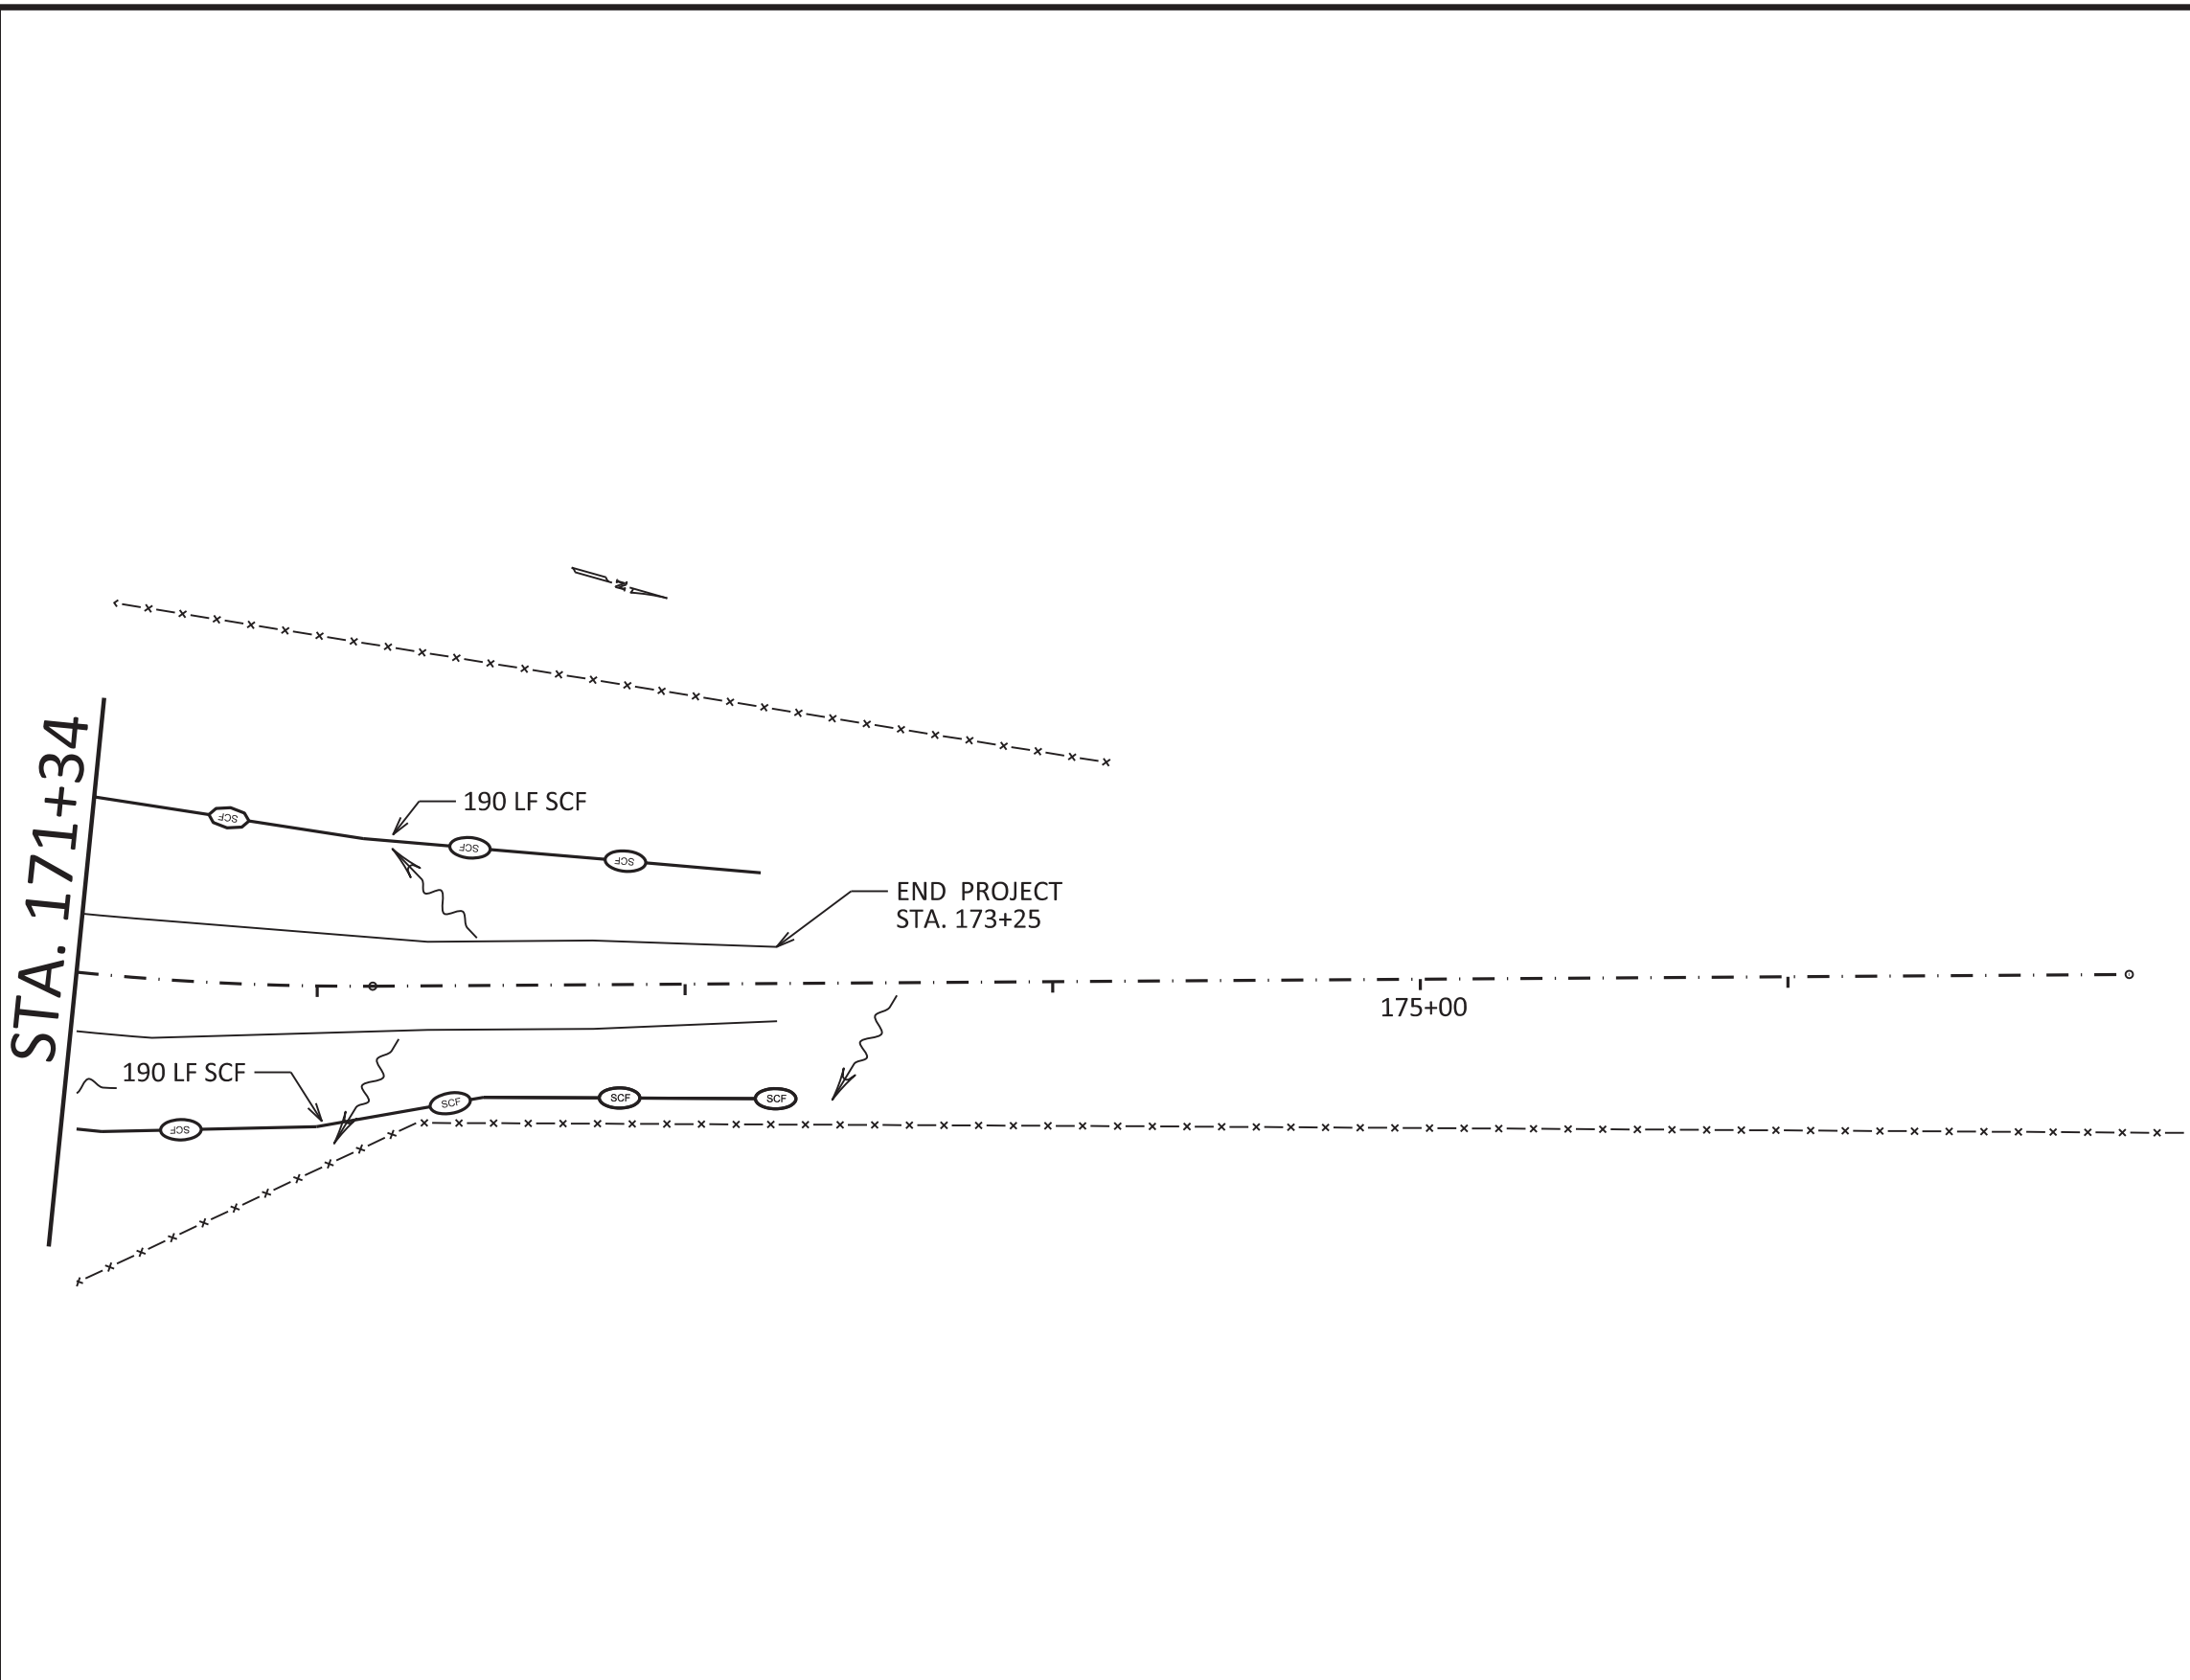 STA. 171+34
N
190 LF SCF
SCF
SCF
SCF
END PROJECT
STA. 173+25
175+00
190 LF SCF
SCF
SCF
SCF
SCF